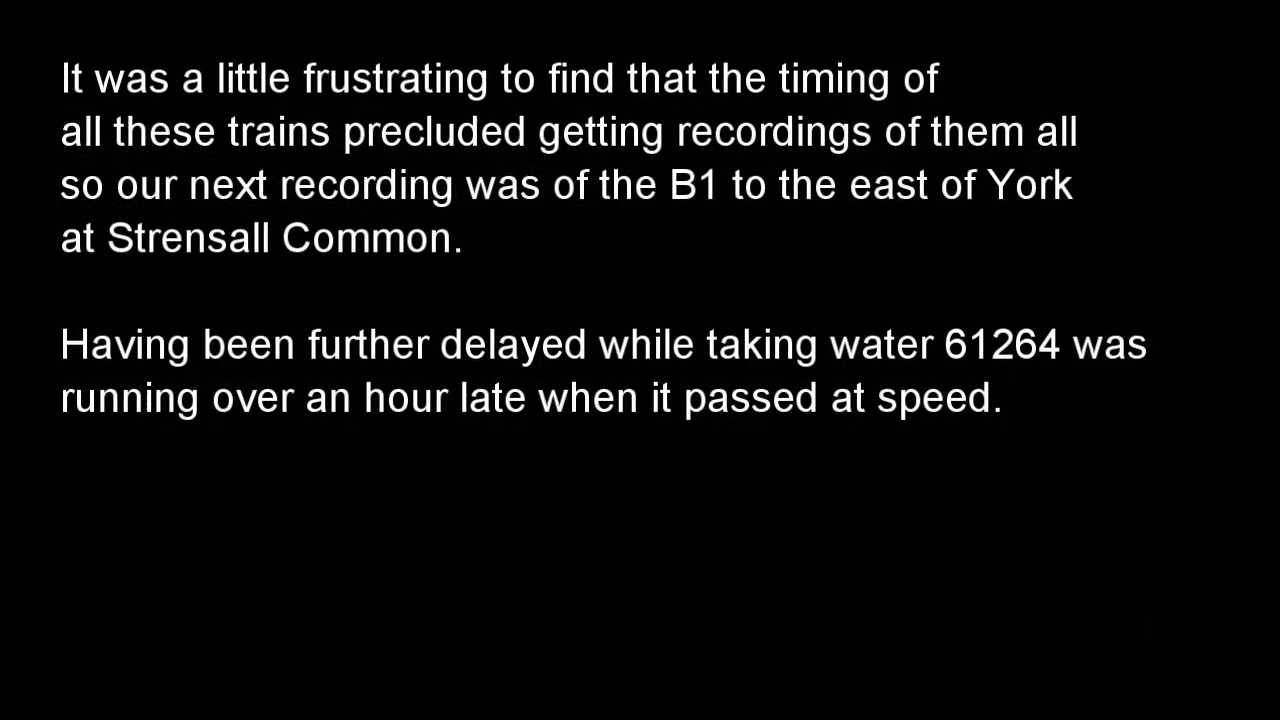 It was a little frustrating to find that the timing of
all these trains precluded getting recordings of them all
so our next recording was of the B1 to the east of York
at Strensall Common.
Having been further delayed while taking water 61264 was
running over an hour late when it passed at speed.